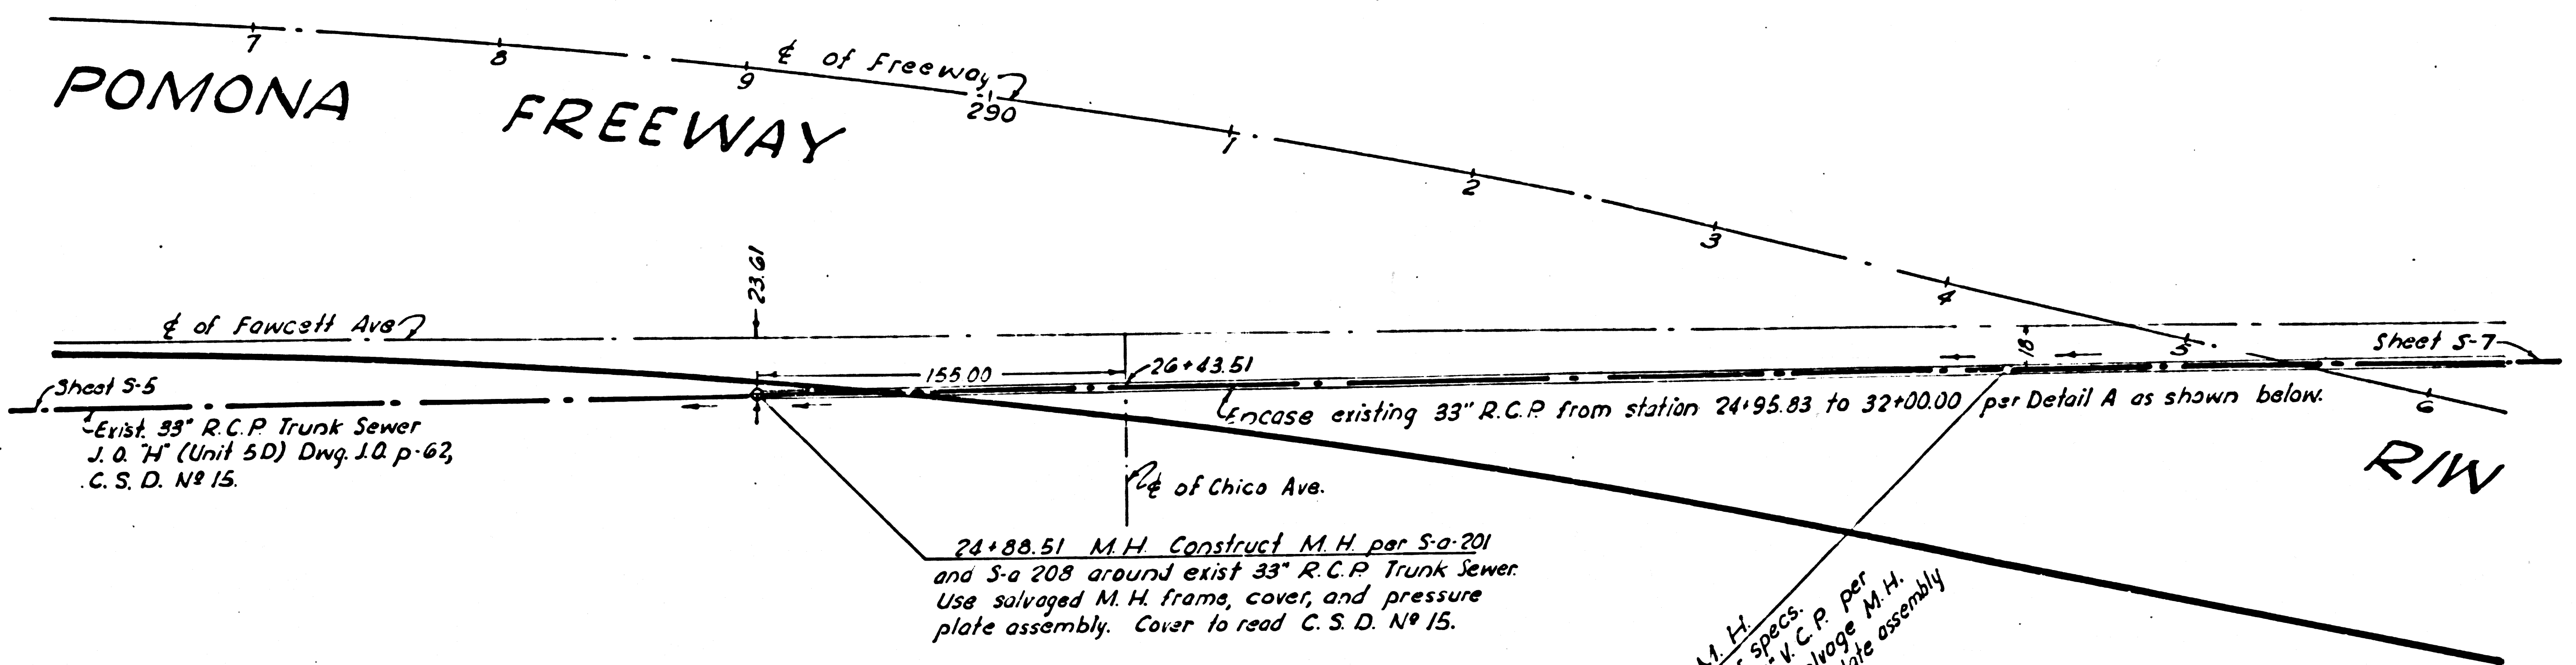 7
8
9
℄ of Freeway
290
1
2
3
4
5
6
POMONA FREEWAY
23.61
℄ of Fawcett Ave
18
Sheet S-7
155.00
26+43.51
Sheet S-5
Encase existing 33" R.C.P. from station 24+95.83 to 32+00.00 per Detail A as shown below.
Exist. 33" R.C.P. Trunk Sewer
J.O. "H" (Unit 5D) Dwg. J.O. p-62,
C. S. D. Nº 15.
R/W
℄ of Chico Ave.
24+88.51 M.H. Construct M.H. per S-a-201
and S-a 208 around exist 33" R.C.P. Trunk Sewer.
Use salvaged M. H. frame, cover, and pressure
plate assembly. Cover to read C. S. D. Nº 15.
M. H.
specs.
V. C. P. per
M. H.
assembly